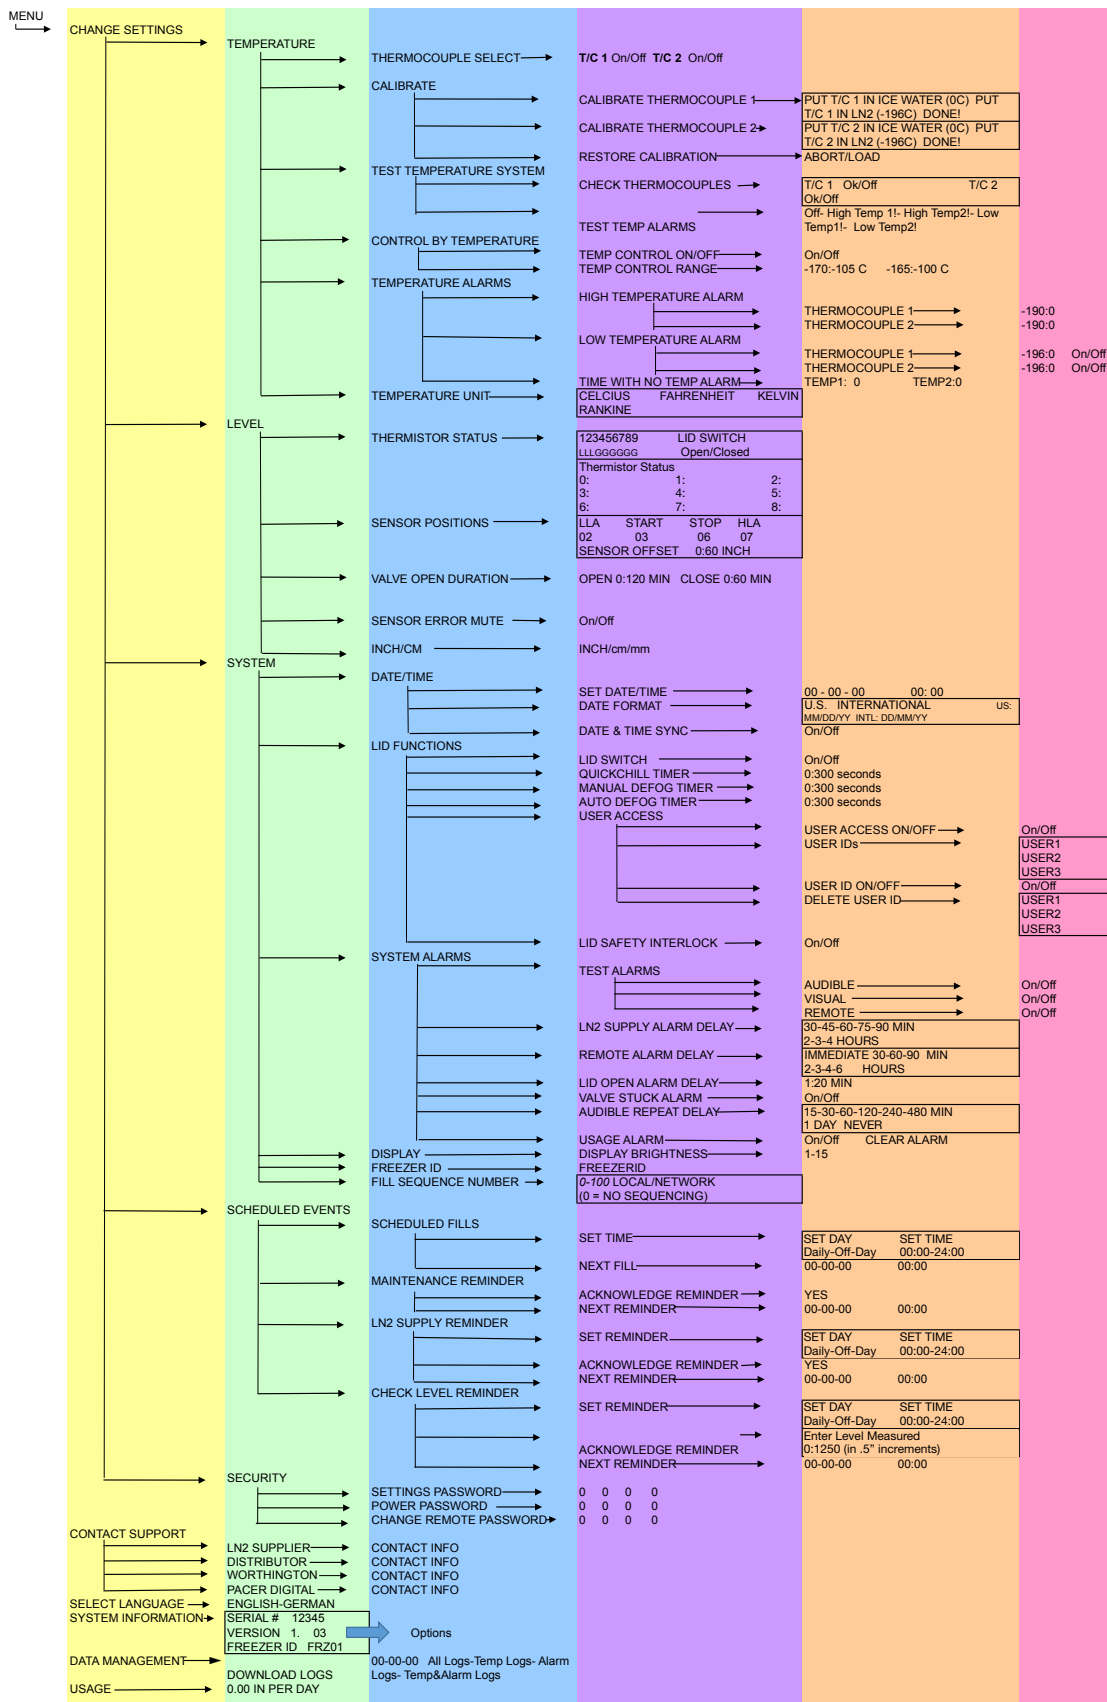 MENU
CHANGE SETTINGS
TEMPERATURE
THERMOCOUPLE SELECT
T/C 1 On/Off T/C 2 On/Off
CALIBRATE
CALIBRATE THERMOCOUPLE 1
PUT T/C 1 IN ICE WATER (0C) PUT
T/C 1 IN LN2 (-196C) DONE!
CALIBRATE THERMOCOUPLE 2
PUT T/C 2 IN ICE WATER (0C) PUT
T/C 2 IN LN2 (-196C) DONE!
RESTORE CALIBRATION
ABORT/LOAD
TEST TEMPERATURE SYSTEM
CHECK THERMOCOUPLES
T/C 1 Ok/Off T/C 2
Ok/Off
TEST TEMP ALARMS
Off- High Temp 1!- High Temp2!- Low
Temp1!- Low Temp2!
CONTROL BY TEMPERATURE
TEMP CONTROL ON/OFF
On/Off
TEMP CONTROL RANGE
-170:-105 C -165:-100 C
TEMPERATURE ALARMS
HIGH TEMPERATURE ALARM
THERMOCOUPLE 1
-190:0
THERMOCOUPLE 2
-190:0
LOW TEMPERATURE ALARM
THERMOCOUPLE 1
-196:0 On/Off
THERMOCOUPLE 2
-196:0 On/Off
TIME WITH NO TEMP ALARM
TEMP1: 0 TEMP2:0
TEMPERATURE UNIT
CELCIUS FAHRENHEIT KELVIN
RANKINE
LEVEL
THERMISTOR STATUS
123456789 LID SWITCH
LLLGGGGGG Open/Closed
Thermistor Status
0: 1: 2:
3: 4: 5:
6: 7: 8:
SENSOR POSITIONS
LLA START STOP HLA
02 03 06 07
SENSOR OFFSET 0:60 INCH
VALVE OPEN DURATION
OPEN 0:120 MIN CLOSE 0:60 MIN
SENSOR ERROR MUTE
On/Off
INCH/CM
INCH/cm/mm
SYSTEM
DATE/TIME
SET DATE/TIME
00 - 00 - 00 00: 00
DATE FORMAT
U.S. INTERNATIONAL US:
MM/DD/YY INTL: DD/MM/YY
DATE & TIME SYNC
On/Off
LID FUNCTIONS
LID SWITCH
On/Off
QUICKCHILL TIMER
0:300 seconds
MANUAL DEFOG TIMER
0:300 seconds
AUTO DEFOG TIMER
0:300 seconds
USER ACCESS
USER ACCESS ON/OFF
On/Off
USER IDs
USER1
USER2
USER3
USER ID ON/OFF
On/Off
DELETE USER ID
USER1
USER2
USER3
LID SAFETY INTERLOCK
On/Off
SYSTEM ALARMS
TEST ALARMS
AUDIBLE
On/Off
VISUAL
On/Off
REMOTE
On/Off
LN2 SUPPLY ALARM DELAY
30-45-60-75-90 MIN
2-3-4 HOURS
REMOTE ALARM DELAY
IMMEDIATE 30-60-90 MIN
2-3-4-6 HOURS
LID OPEN ALARM DELAY
1:20 MIN
VALVE STUCK ALARM
On/Off
AUDIBLE REPEAT DELAY
15-30-60-120-240-480 MIN
1 DAY NEVER
USAGE ALARM
On/Off CLEAR ALARM
DISPLAY
DISPLAY BRIGHTNESS
1-15
FREEZER ID
FREEZERID
FILL SEQUENCE NUMBER
0-100 LOCAL/NETWORK
(0 = NO SEQUENCING)
SCHEDULED EVENTS
SCHEDULED FILLS
SET TIME
SET DAY SET TIME
Daily-Off-Day 00:00-24:00
NEXT FILL
00-00-00 00:00
MAINTENANCE REMINDER
ACKNOWLEDGE REMINDER
YES
NEXT REMINDER
00-00-00 00:00
LN2 SUPPLY REMINDER
SET REMINDER
SET DAY SET TIME
Daily-Off-Day 00:00-24:00
ACKNOWLEDGE REMINDER
YES
NEXT REMINDER
00-00-00 00:00
CHECK LEVEL REMINDER
SET REMINDER
SET DAY SET TIME
Daily-Off-Day 00:00-24:00
ACKNOWLEDGE REMINDER
Enter Level Measured
0:1250 (in .5" increments)
NEXT REMINDER
00-00-00 00:00
SECURITY
SETTINGS PASSWORD
0 0 0 0
POWER PASSWORD
0 0 0 0
CHANGE REMOTE PASSWORD
0 0 0 0
CONTACT SUPPORT
LN2 SUPPLIER
CONTACT INFO
DISTRIBUTOR
CONTACT INFO
WORTHINGTON
CONTACT INFO
PACER DIGITAL
CONTACT INFO
SELECT LANGUAGE
ENGLISH-GERMAN
SYSTEM INFORMATION
SERIAL # 12345
VERSION 1. 03
FREEZER ID FRZ01
Options
DATA MANAGEMENT
DOWNLOAD LOGS
00-00-00 All Logs-Temp Logs- Alarm
Logs- Temp&Alarm Logs
USAGE
0.00 IN PER DAY